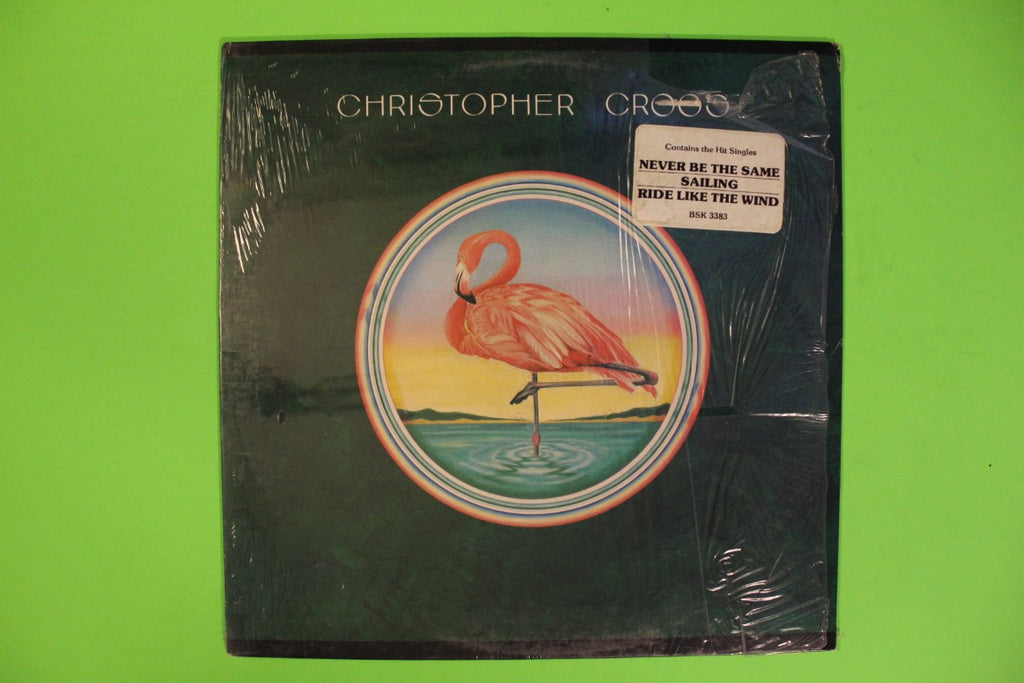 CHRISTOPHER CROSS
Contains the Hit Singles
NEVER BE THE SAME
SAILING
RIDE LIKE THE WIND
BSK 3383